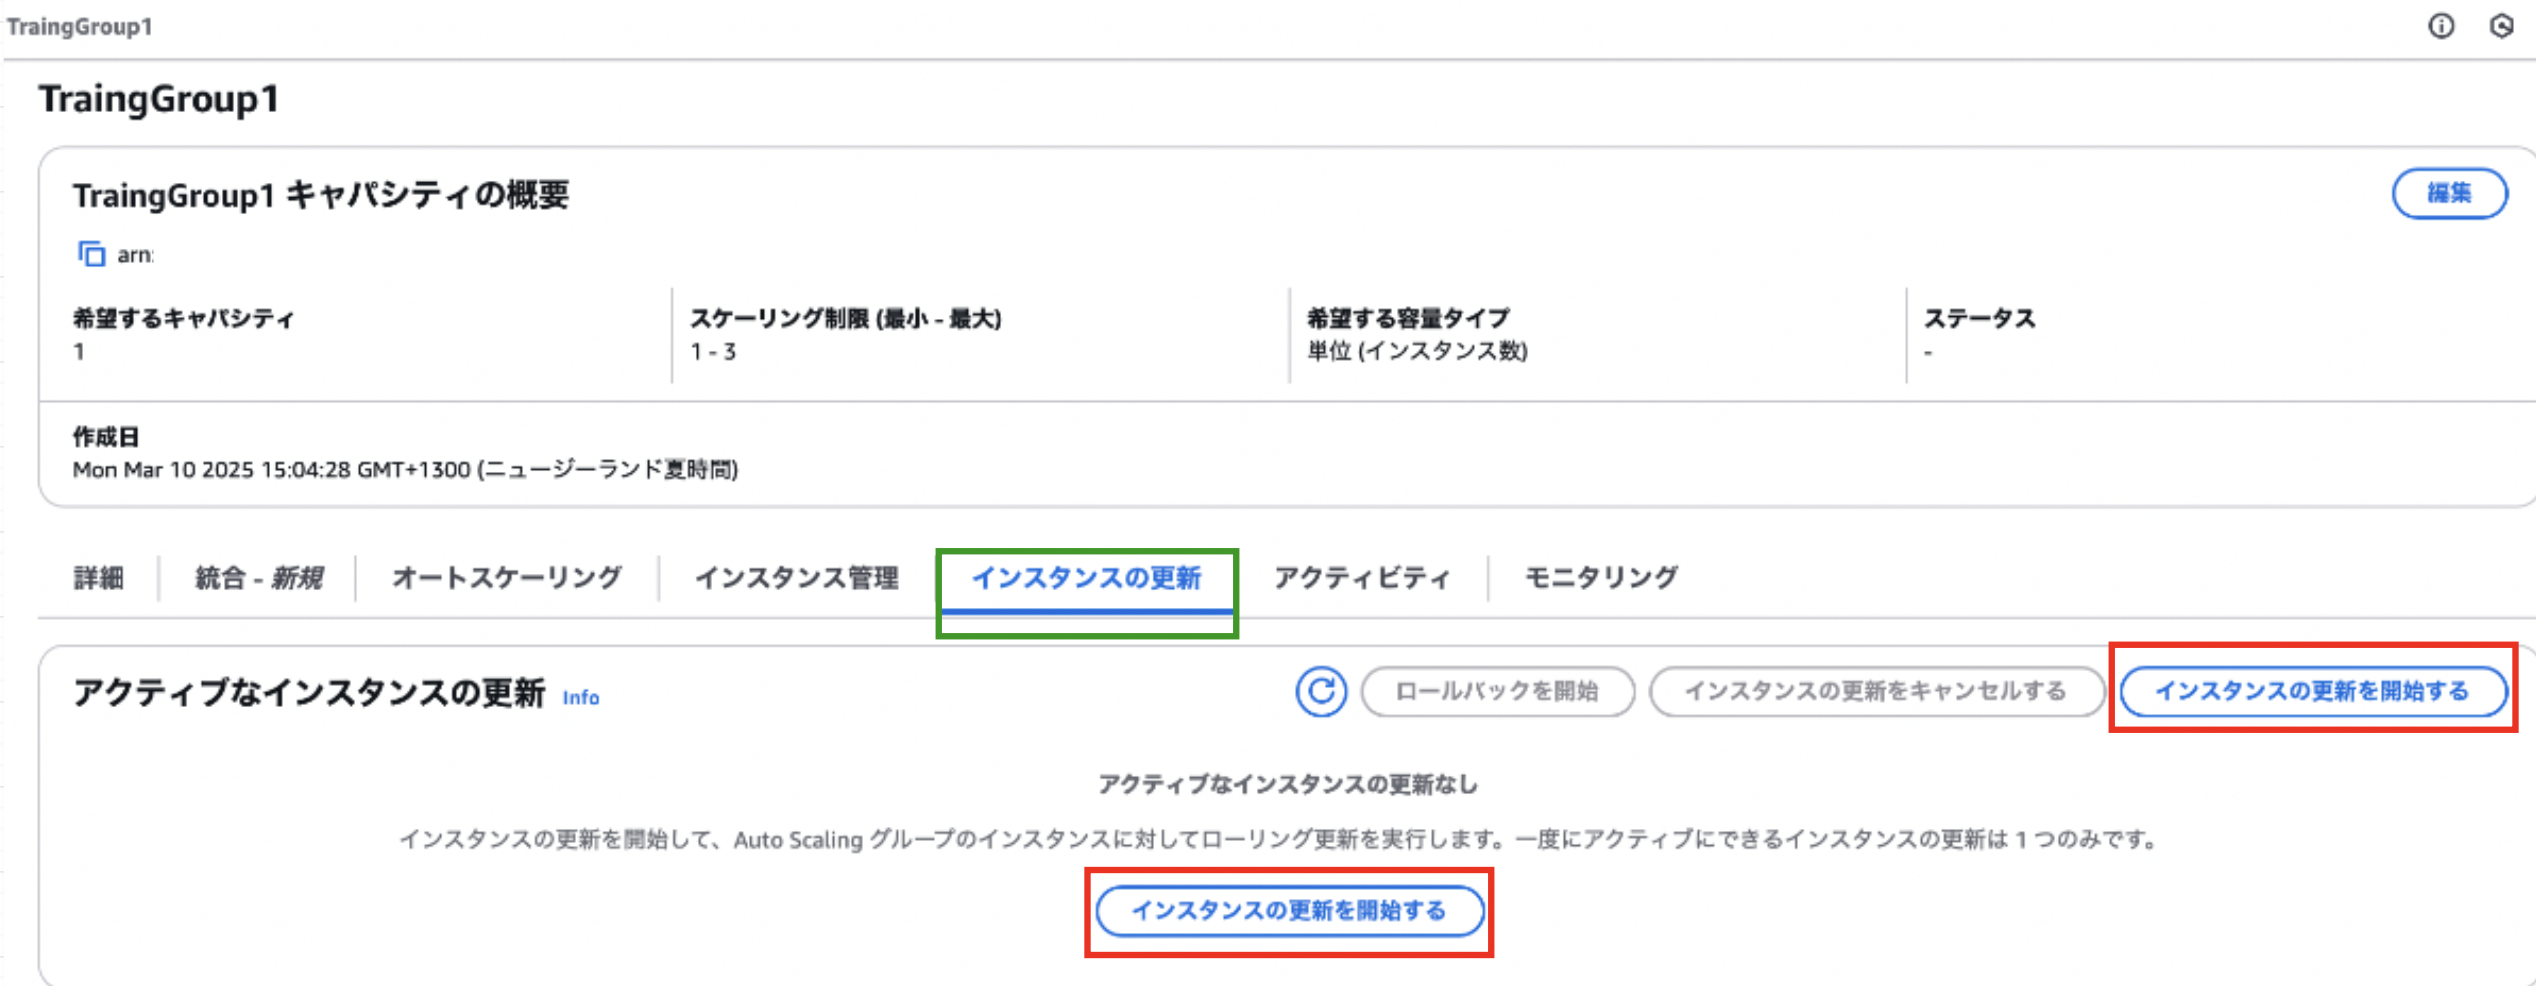 TraingGroup1
TraingGroup1
TraingGroup1 キャパシティの概要
編集
arn:
希望するキャパシティ
1
スケーリング制限 (最小 - 最大)
1 - 3
希望する容量タイプ
単位 (インスタンス数)
ステータス
-
作成日
Mon Mar 10 2025 15:04:28 GMT+1300 (ニュージーランド夏時間)
詳細
統合 - 新規
オートスケーリング
インスタンス管理
インスタンスの更新
アクティビティ
モニタリング
アクティブなインスタンスの更新 Info
ロールバックを開始
インスタンスの更新をキャンセルする
インスタンスの更新を開始する
アクティブなインスタンスの更新なし
インスタンスの更新を開始して、Auto Scaling グループのインスタンスに対してローリング更新を実行します。一度にアクティブにできるインスタンスの更新は 1 つのみです。
インスタンスの更新を開始する